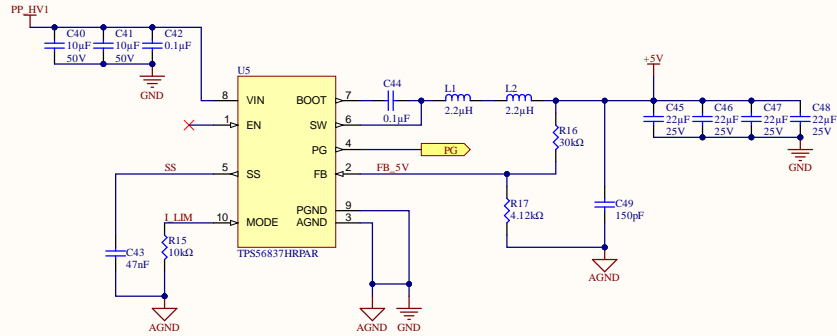 PP_HV1
C40
10μF
50V
C41
10μF
50V
C42
0.1μF
GND
U5
8
VIN
1
EN
5
SS
10
MODE
BOOT
7
SW
6
PG
4
FB
2
PGND
9
AGND
3
TPS56837HRPAR
SS
I_LIM
C43
47nF
R15
10kΩ
AGND
C44
0.1μF
L1
2.2μH
L2
2.2μH
PG
FB_5V
R16
30kΩ
R17
4.12kΩ
C49
150pF
AGND
AGND
GND
+5V
C45
22μF
25V
C46
22μF
25V
C47
22μF
25V
C48
22μF
25V
GND